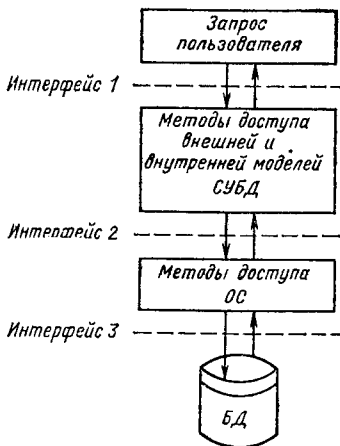 Запрос
пользователя
Интерфейс 1
Методы доступа
внешней и
внутренней моделей
СУБД
Интерфейс 2
Методы доступа
ОС
Интерфейс 3
БД